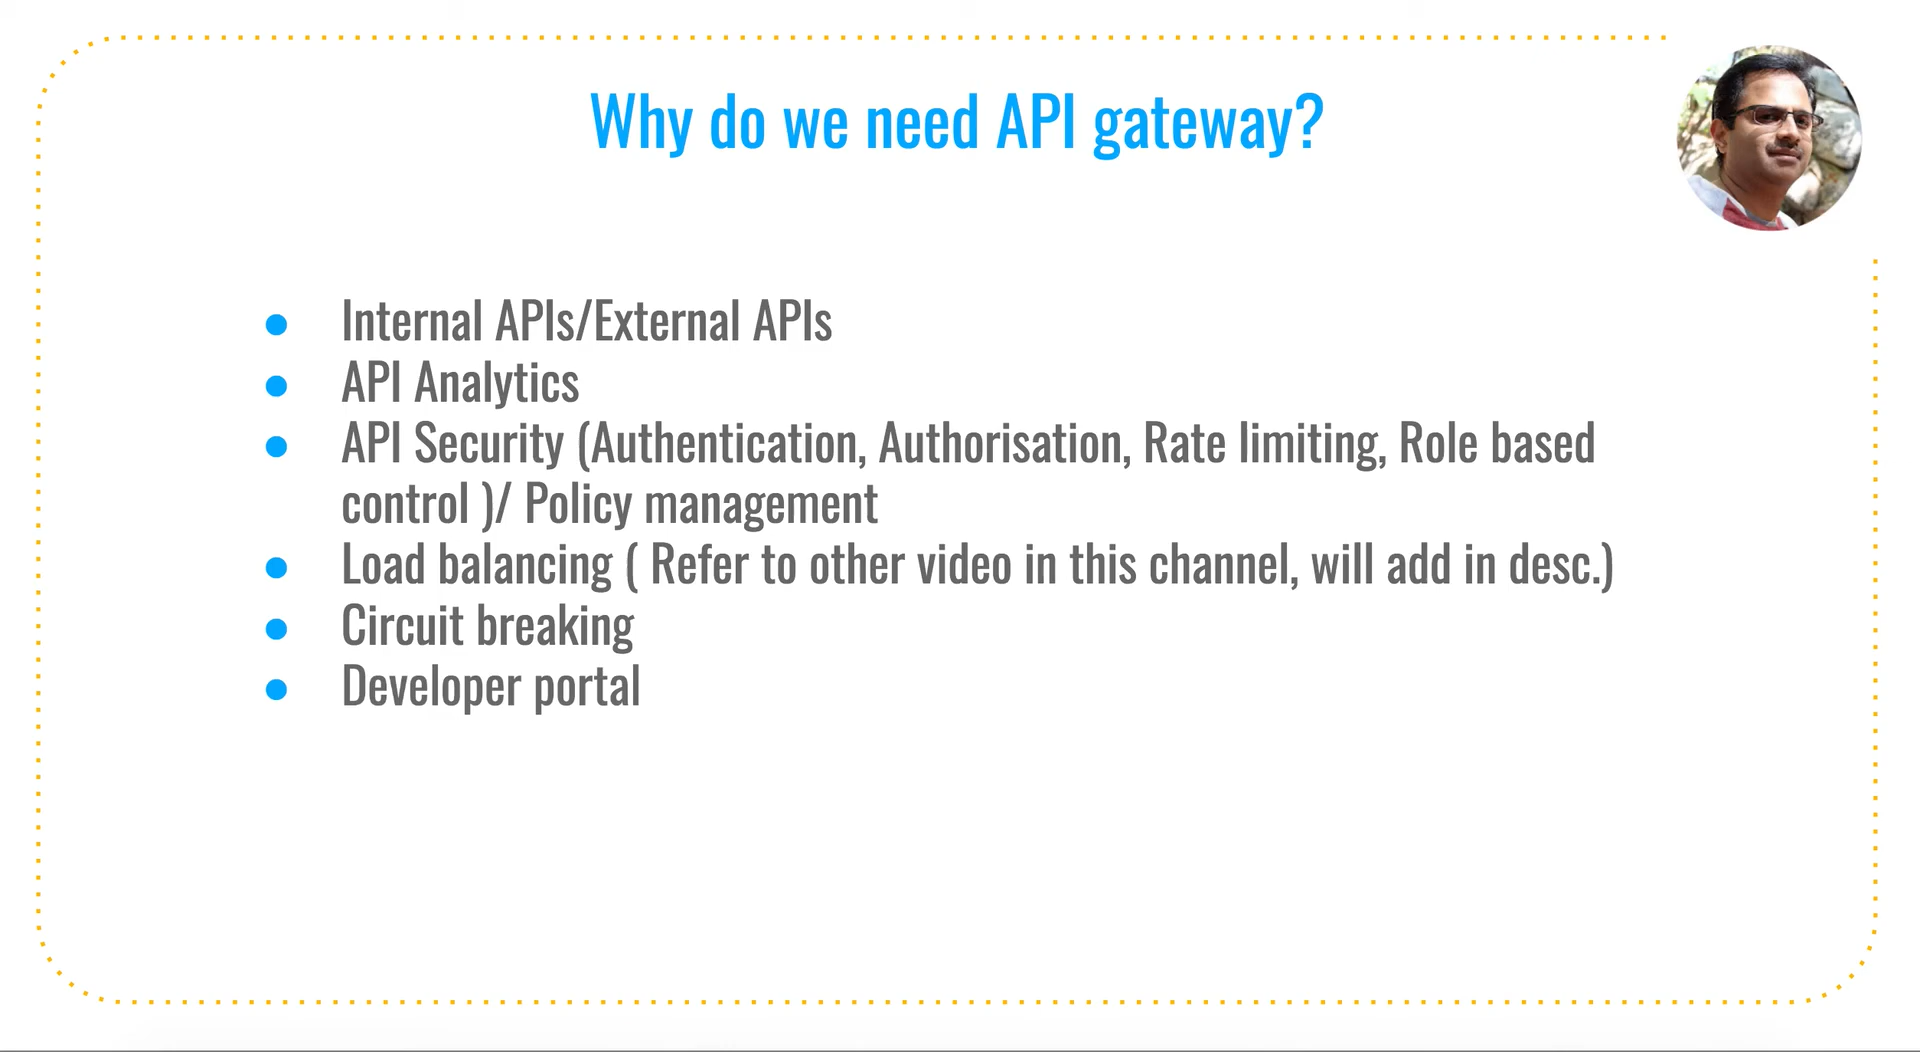 Why do we need API gateway?
● Internal APIs/External APIs
● API Analytics
● API Security (Authentication, Authorisation, Rate limiting, Role based
control )/ Policy management
● Load balancing ( Refer to other video in this channel, will add in desc.)
● Circuit breaking
● Developer portal